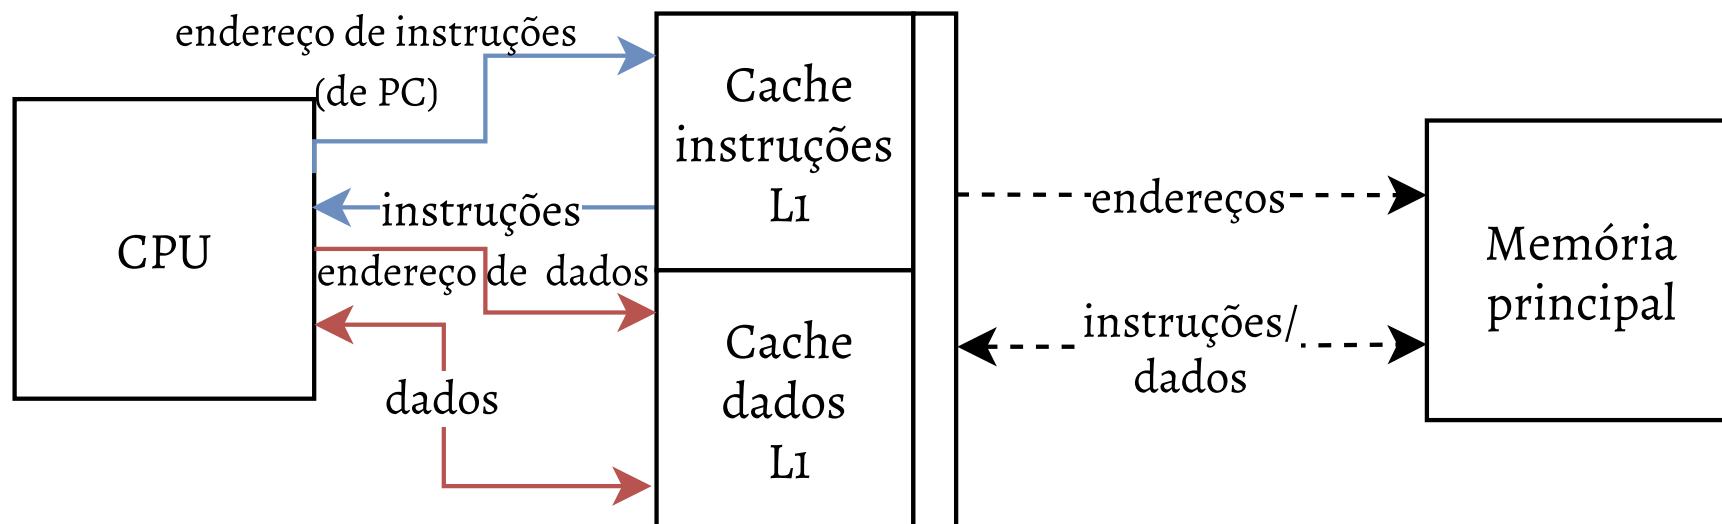 endereço de instruções
(de PC)
CPU
instruções
endereço de dados
dados
Cache
instruções
L1
Cache
dados
L1
endereços
instruções/
dados
Memória
principal